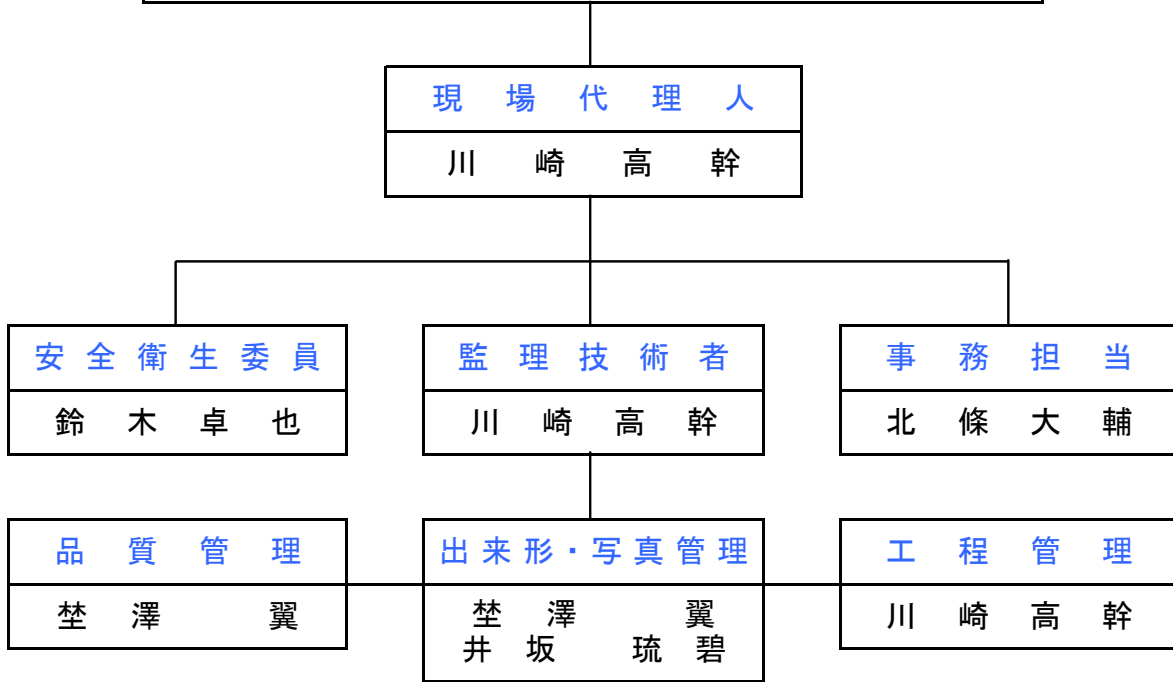 現場代理人
川崎高幹
安全衛生委員
監理技術者
事務担当
鈴木卓也
川崎高幹
北條大輔
品質管理
出来形・写真管理
工程管理
埜澤　翼
埜澤　翼
井坂　琉碧
川崎高幹